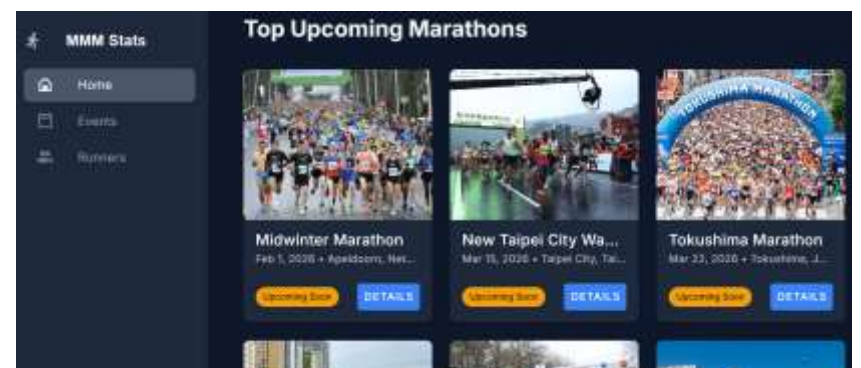 Top Upcoming Marathons
MMM Stats
Home
Events
Runners
TOKUSHIMA MARATHON
Midwinter Marathon
Feb 1, 2026 • Apeldoorn, Net...
New Taipei City Wa...
Mar 15, 2026 • Taipei City, Tai...
Tokushima Marathon
Mar 22, 2026 • Tokushima, J...
Upcoming Soon
DETAILS
Upcoming Soon
DETAILS
Upcoming Soon
DETAILS